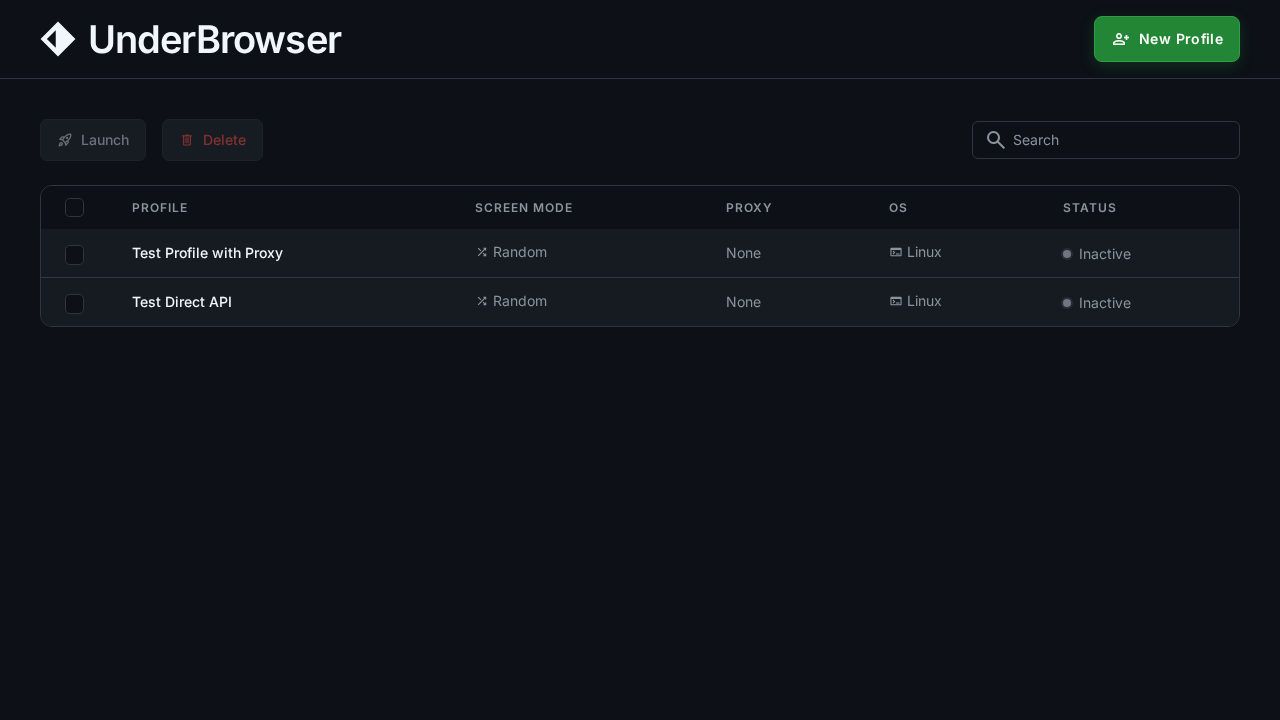 UnderBrowser
New Profile
Launch
Delete
Search
PROFILE SCREEN MODE PROXY OS STATUS
Test Profile with Proxy Random None Linux Inactive
Test Direct API Random None Linux Inactive